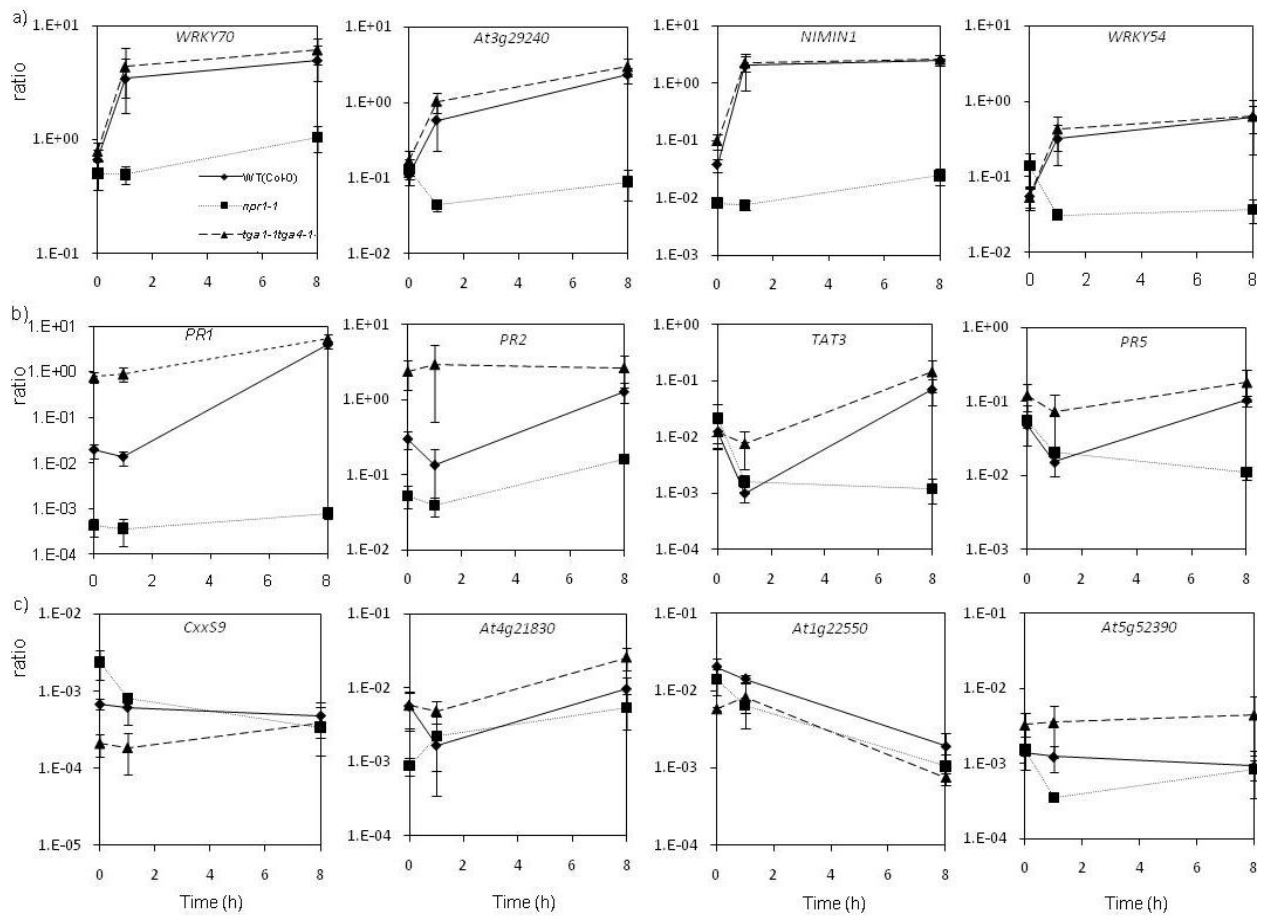 a)
ratio
1.E+01
1.E+00
1.E-01
WRKY70
WT(Col-0)
npr1-1
tga1-1tga4-1
0 2 4 6 8
1.E+01
1.E+00
1.E-01
1.E-02
At3g29240
0 2 4 6 8
1.E+01
1.E+00
1.E-01
1.E-02
1.E-03
NIMIN1
0 2 4 6 8
1.E+01
1.E+00
1.E-01
1.E-02
WRKY54
0 2 4 6 8
b)
ratio
1.E+01
1.E+00
1.E-01
1.E-02
1.E-03
1.E-04
PR1
0 2 4 6 8
1.E+01
1.E+00
1.E-01
1.E-02
PR2
0 2 4 6 8
1.E+00
1.E-01
1.E-02
1.E-03
1.E-04
TAT3
0 2 4 6 8
1.E+00
1.E-01
1.E-02
1.E-03
PR5
0 2 4 6 8
c)
ratio
1.E-02
1.E-03
1.E-04
1.E-05
CxxS9
0 2 4 6 8
Time (h)
1.E-01
1.E-02
1.E-03
1.E-04
At4g21830
0 2 4 6 8
Time (h)
1.E-01
1.E-02
1.E-03
1.E-04
At1g22550
0 2 4 6 8
Time (h)
1.E-01
1.E-02
1.E-03
1.E-04
At5g52390
0 2 4 6 8
Time (h)